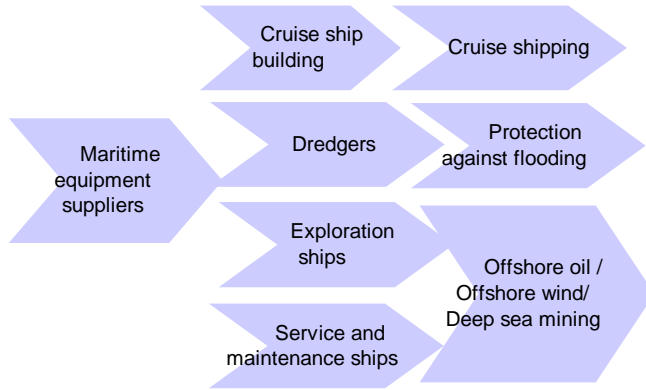 Cruise ship
building
Cruise shipping
Maritime
equipment
suppliers
Dredgers
Protection
against flooding
Exploration
ships
Offshore oil /
Offshore wind/
Deep sea mining
Service and
maintenance ships